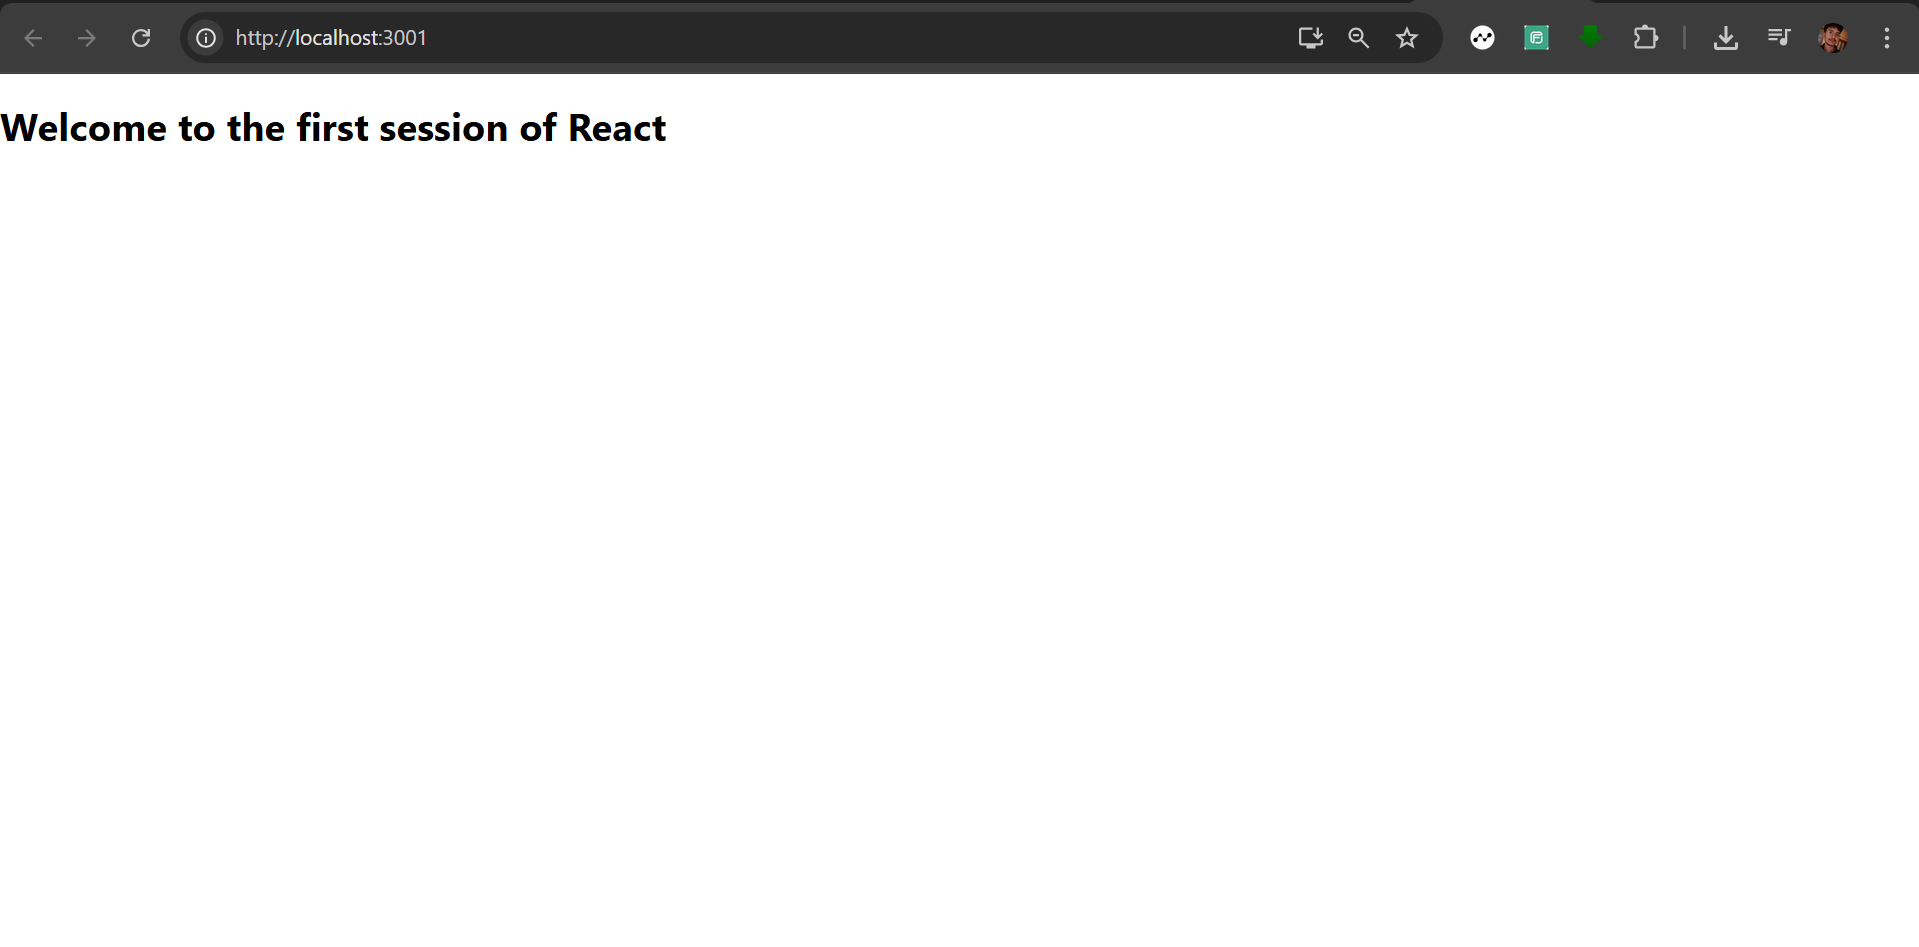 http://localhost:3001
Welcome to the first session of React